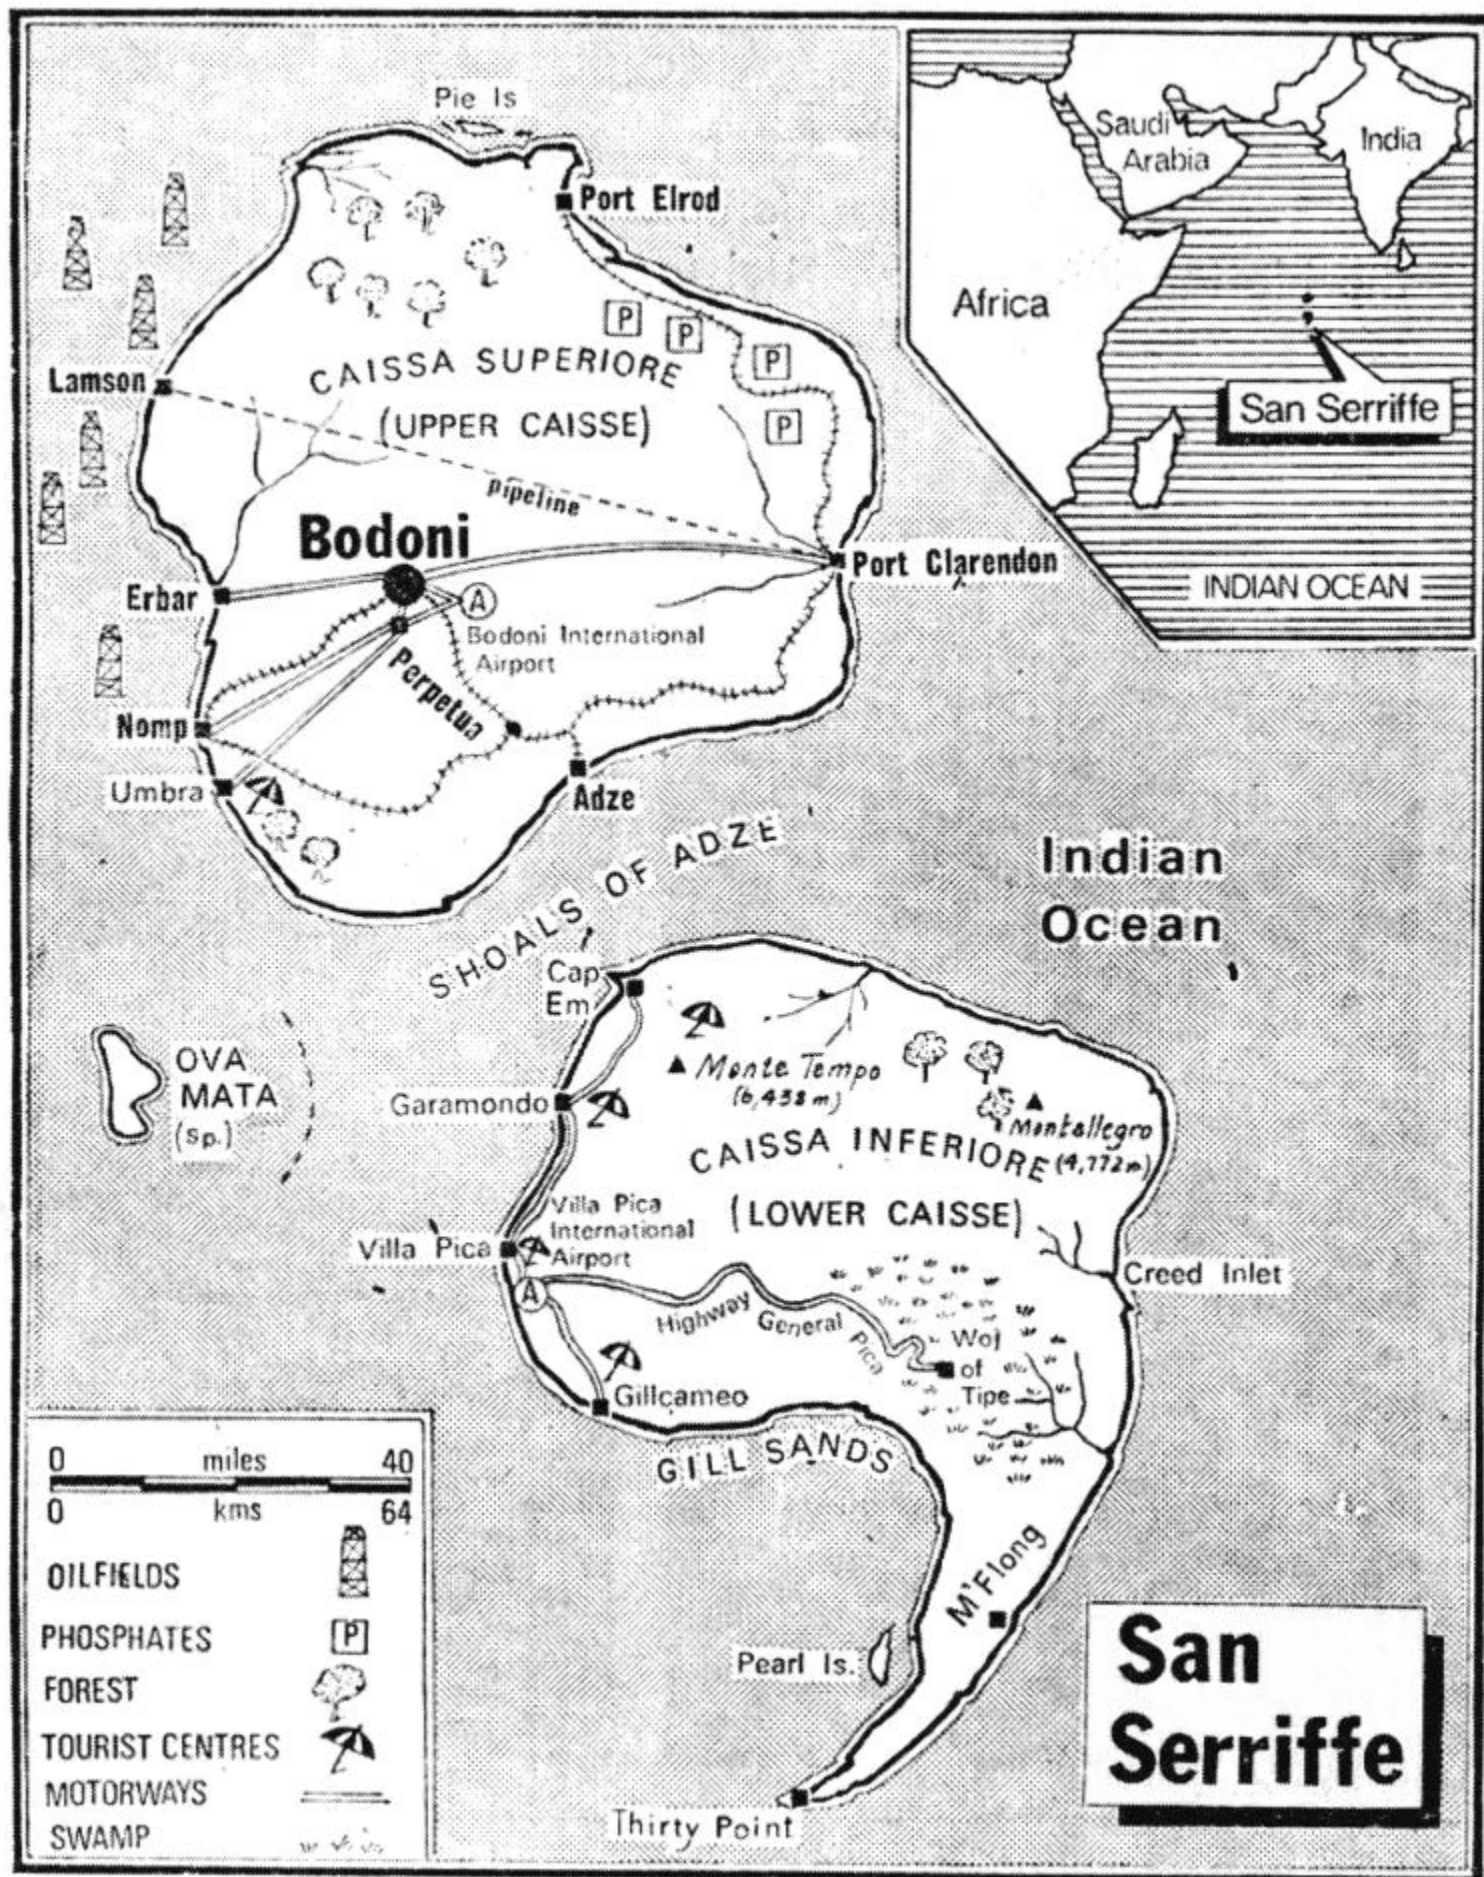 Pie Is
Port Elrod
P
P
P
P
Lamson
CAISSA SUPERIORE
(UPPER CAISSE)
pipeline
Bodoni
Port Clarendon
Erbar
A
Bodoni International
Airport
Perpetua
Nomp
Umbra
Adze
SHOALS OF ADZE
Indian
Ocean
Saudi
Arabia
India
Africa
San Serriffe
INDIAN OCEAN
Cap
Em
OVA
MATA
(sp.)
Monte Tempo
(6,438m)
Garamondo
Montallegro
(4,772m)
CAISSA INFERIORE
(LOWER CAISSE)
Villa Pica
International
Airport
Villa Pica
A
Creed Inlet
Highway General Pica
Woj
of
Tipe
Gillcameo
GILL SANDS
M'Flong
Pearl Is.
Thirty Point
0 miles 40
0 kms 64
OILFIELDS
PHOSPHATES P
FOREST
TOURIST CENTRES
MOTORWAYS
SWAMP
San
Serriffe